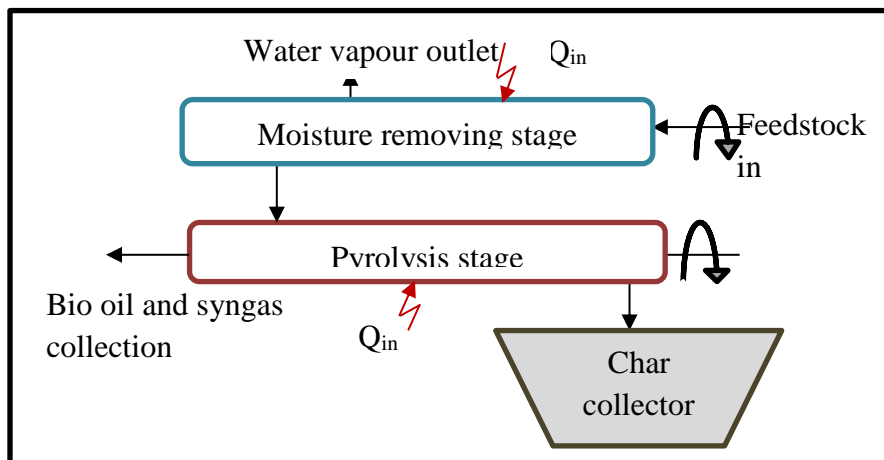 Water vapour outlet
Qin
Moisture removing stage
Feedstock
in
Pyrolysis stage
Bio oil and syngas
collection
Qin
Char
collector